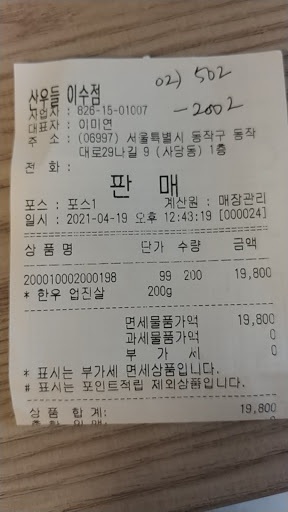 02) 502
-2002
산우들 이수점
사업자 : 826-15-01007
대표자 : 이미연
주 소 : (06997) 서울특별시 동작구 동작
대로29나길 9 (사당동) 1층
전 화 :
판 매
포스 : 포스1 계산원 : 매장관리
일시 : 2021-04-19 오후 12:43:19 [000024]
상 품 명 단가 수량 금액
200010002000198 99 200 19,800
* 한우 업진살 200g
면세물품가액 19,800
과세물품가액 0
부 가 세 0
* 표시는 부가세 면세상품입니다.
# 표시는 포인트적립 제외상품입니다.
상 품 합 계: 19,800